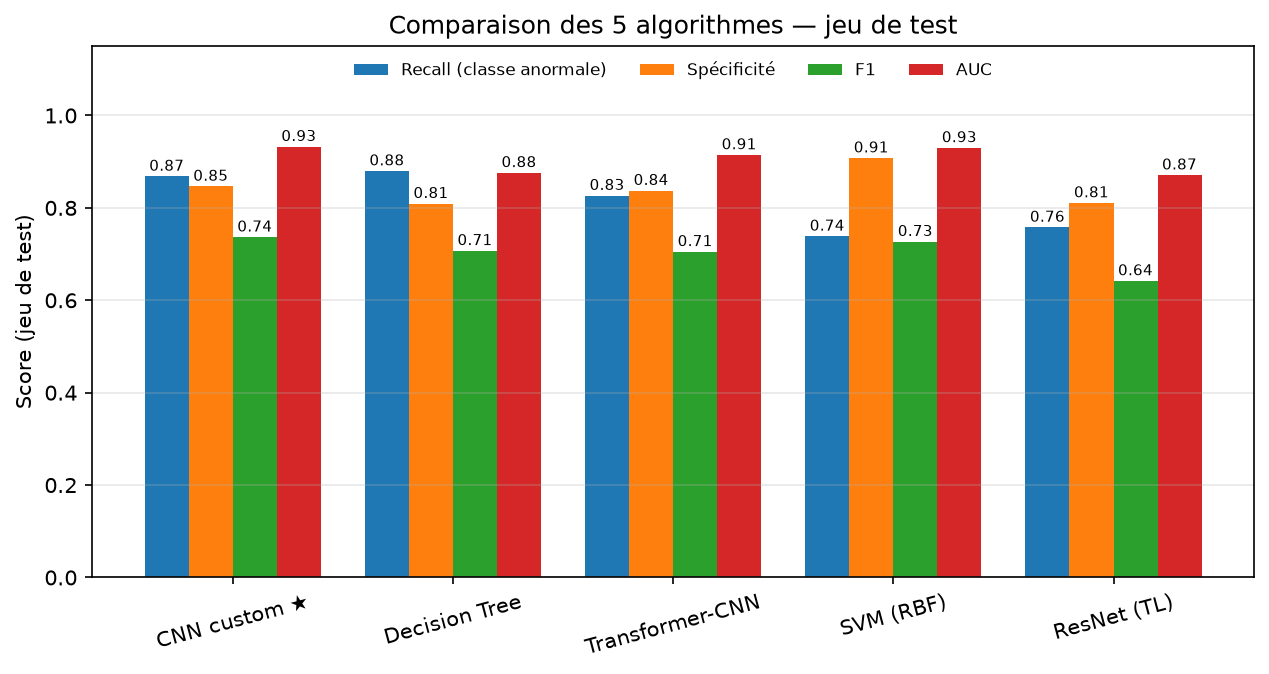 Comparaison des 5 algorithmes — jeu de test
Recall (classe anormale) Spécificité F1 AUC
Score (jeu de test)
1.0
0.8
0.6
0.4
0.2
0.0
0.87 0.85 0.74 0.93
0.88 0.81 0.71 0.88
0.83 0.84 0.71 0.91
0.74 0.91 0.73 0.93
0.76 0.81 0.64 0.87
CNN custom ★
Decision Tree
Transformer-CNN
SVM (RBF)
ResNet (TL)